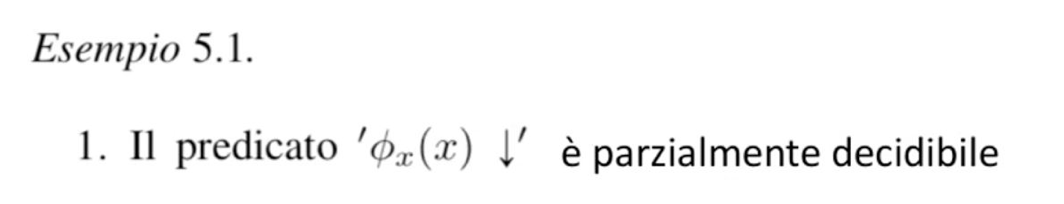 Esempio 5.1.
1. Il predicato ′ϕₓ(x) ↓′ è parzialmente decidibile